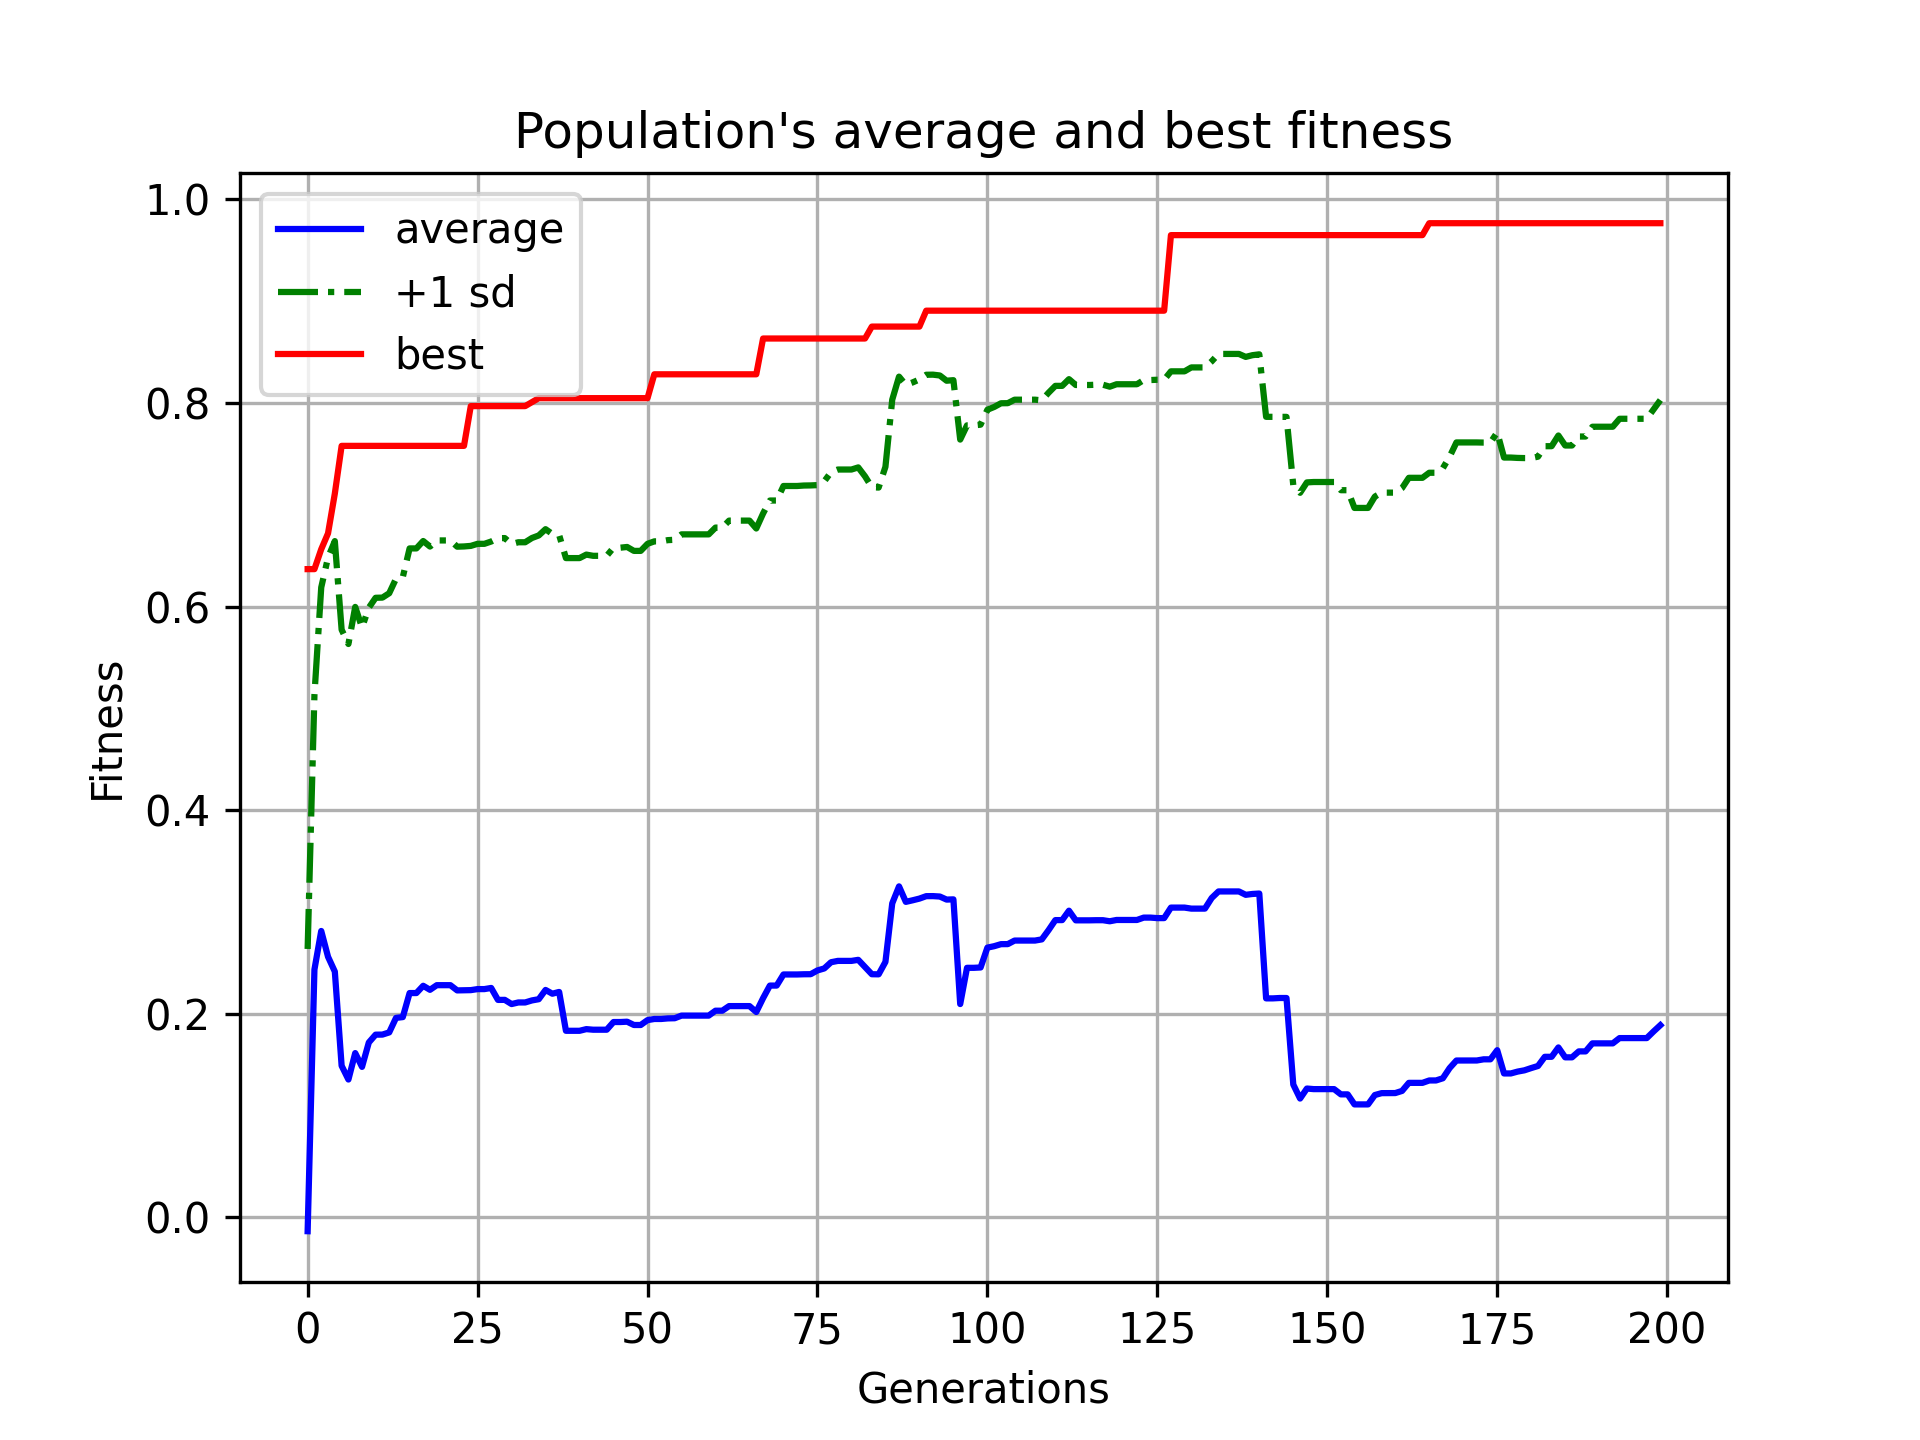 Population's average and best fitness
average
+1 sd
best
1.0
0.8
0.6
0.4
0.2
0.0
Fitness
0 25 50 75 100 125 150 175 200
Generations